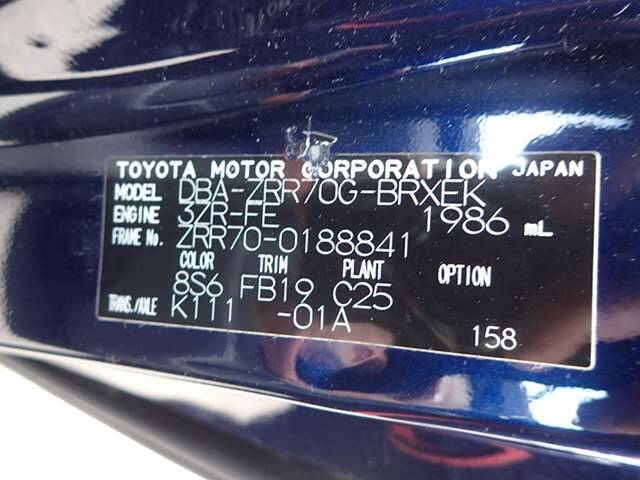 TOYOTA MOTOR CORPORATION JAPAN
MODEL DBA-ZRR70G-BRXEK
ENGINE 3ZR-FE 1986 mL
FRAME No. ZRR70-0188841
COLOR TRIM PLANT OPTION
8S6 FB19 C25
TRANS./AXLE K111 -01A
158